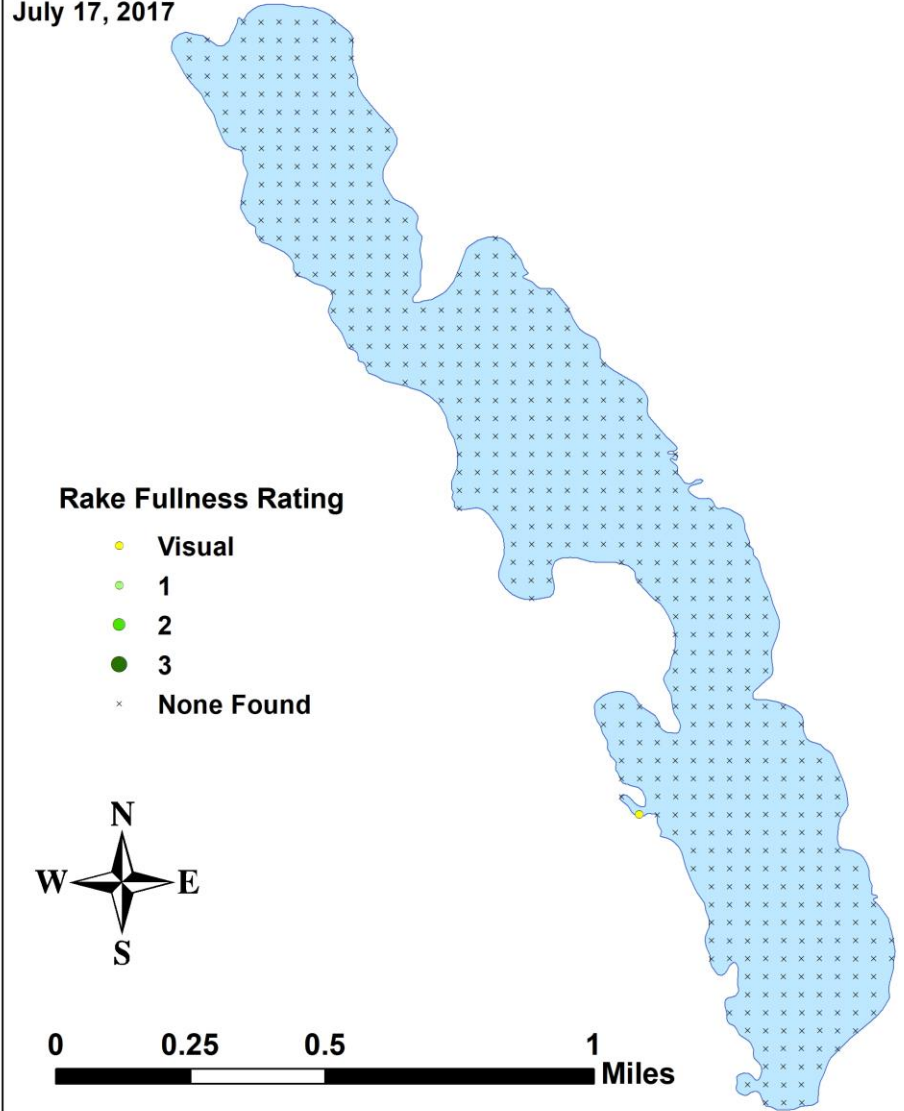 July 17, 2017
Rake Fullness Rating
Visual
1
2
3
None Found
N
W E
S
0 0.25 0.5 1
Miles